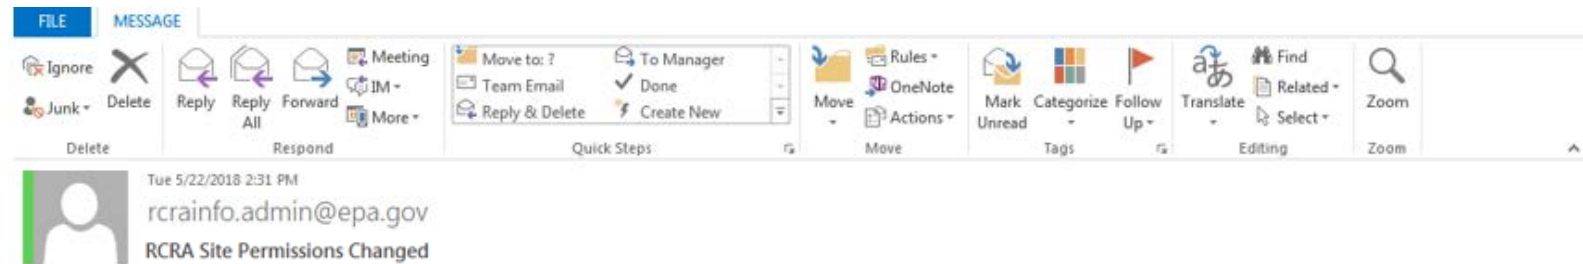 FILE MESSAGE
Ignore Meeting Move to: ? To Manager Rules Find
Team Email Done OneNote Related
Junk Delete Reply Reply Forward IM Move Mark Categorize Follow Translate Zoom
All More Reply & Delete Create New Actions Unread Up Select
Delete Respond Quick Steps Move Tags Editing Zoom
Tue 5/22/2018 2:31 PM
rcrainfo.admin@epa.gov
RCRA Site Permissions Changed